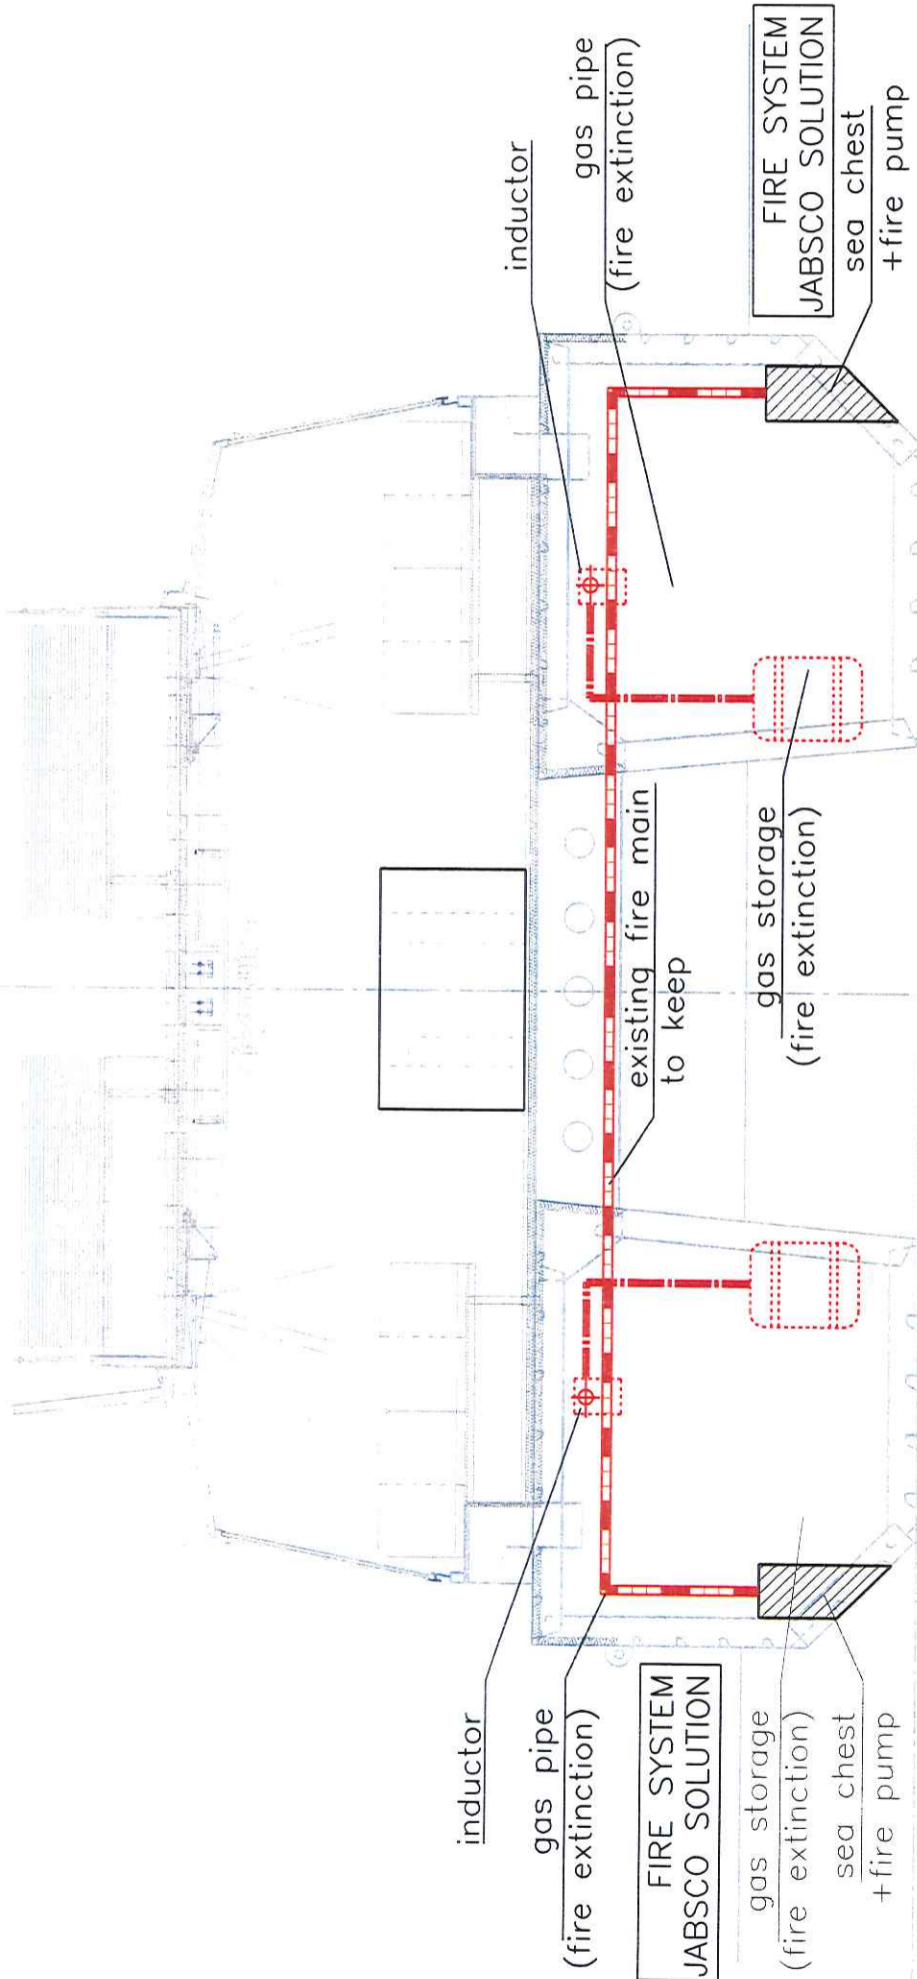 inductor
gas pipe
(fire extinction)
FIRE SYSTEM
JABSCO SOLUTION
gas storage
(fire extinction)
sea chest
+fire pump
existing fire main
to keep
gas storage
(fire extinction)
inductor
gas pipe
(fire extinction)
FIRE SYSTEM
JABSCO SOLUTION
sea chest
+fire pump